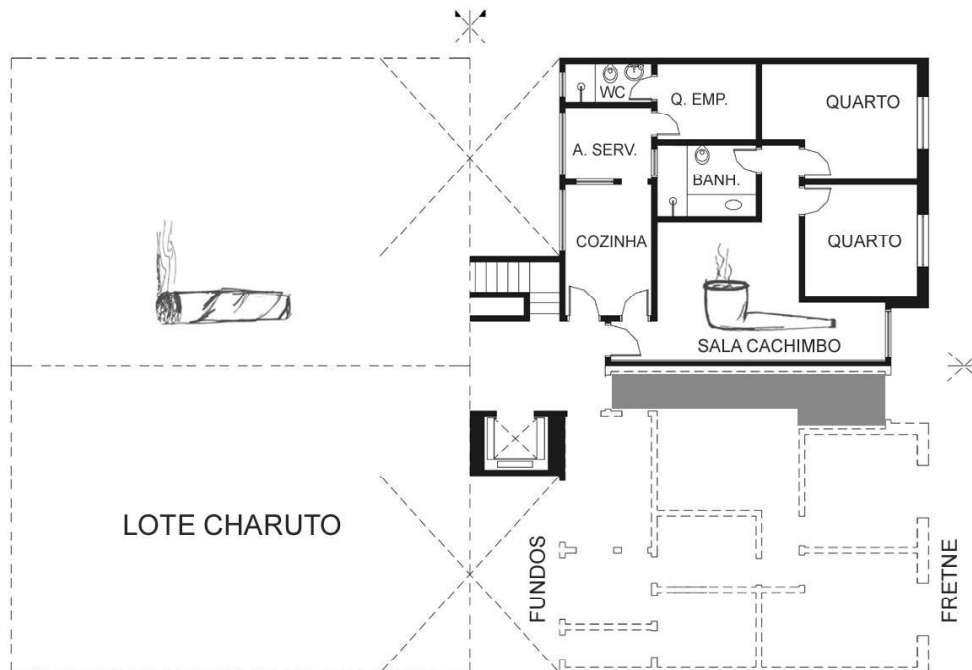 WC
Q. EMP.
QUARTO
A. SERV.
BANH.
COZINHA
QUARTO
SALA CACHIMBO
LOTE CHARUTO
FUNDOS
FRETNE